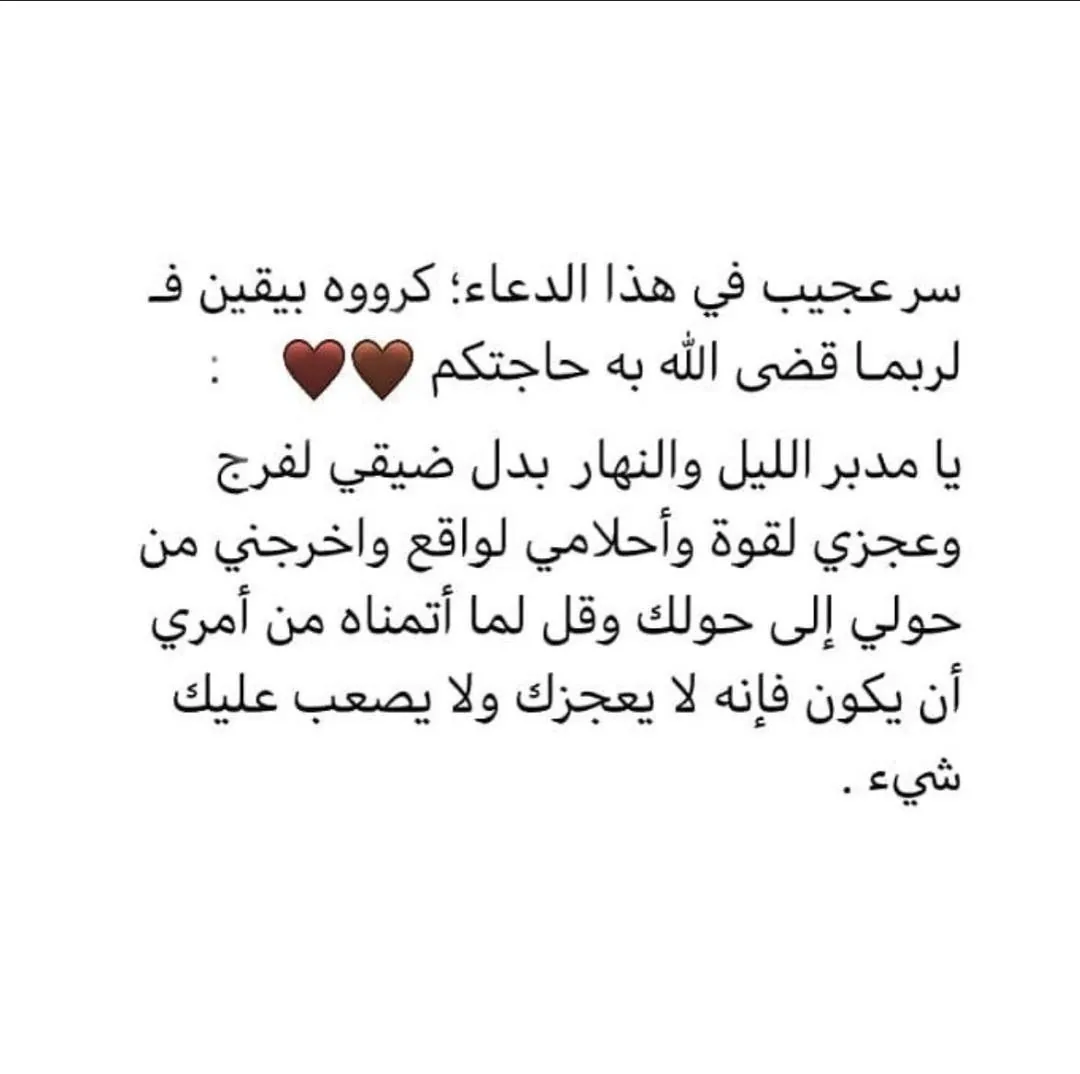 سر عجيب في هذا الدعاء؛ كرووه بيقين فـ
لربمـا قضى الله به حاجتكم 🤎❤️ :
يا مدبر الليل والنهار بدل ضيقي لفرج
وعجزي لقوة وأحلامي لواقع واخرجني من
حولي إلى حولك وقل لما أتمناه من أمري
أن يكون فإنه لا يعجزك ولا يصعب عليك
شيء .